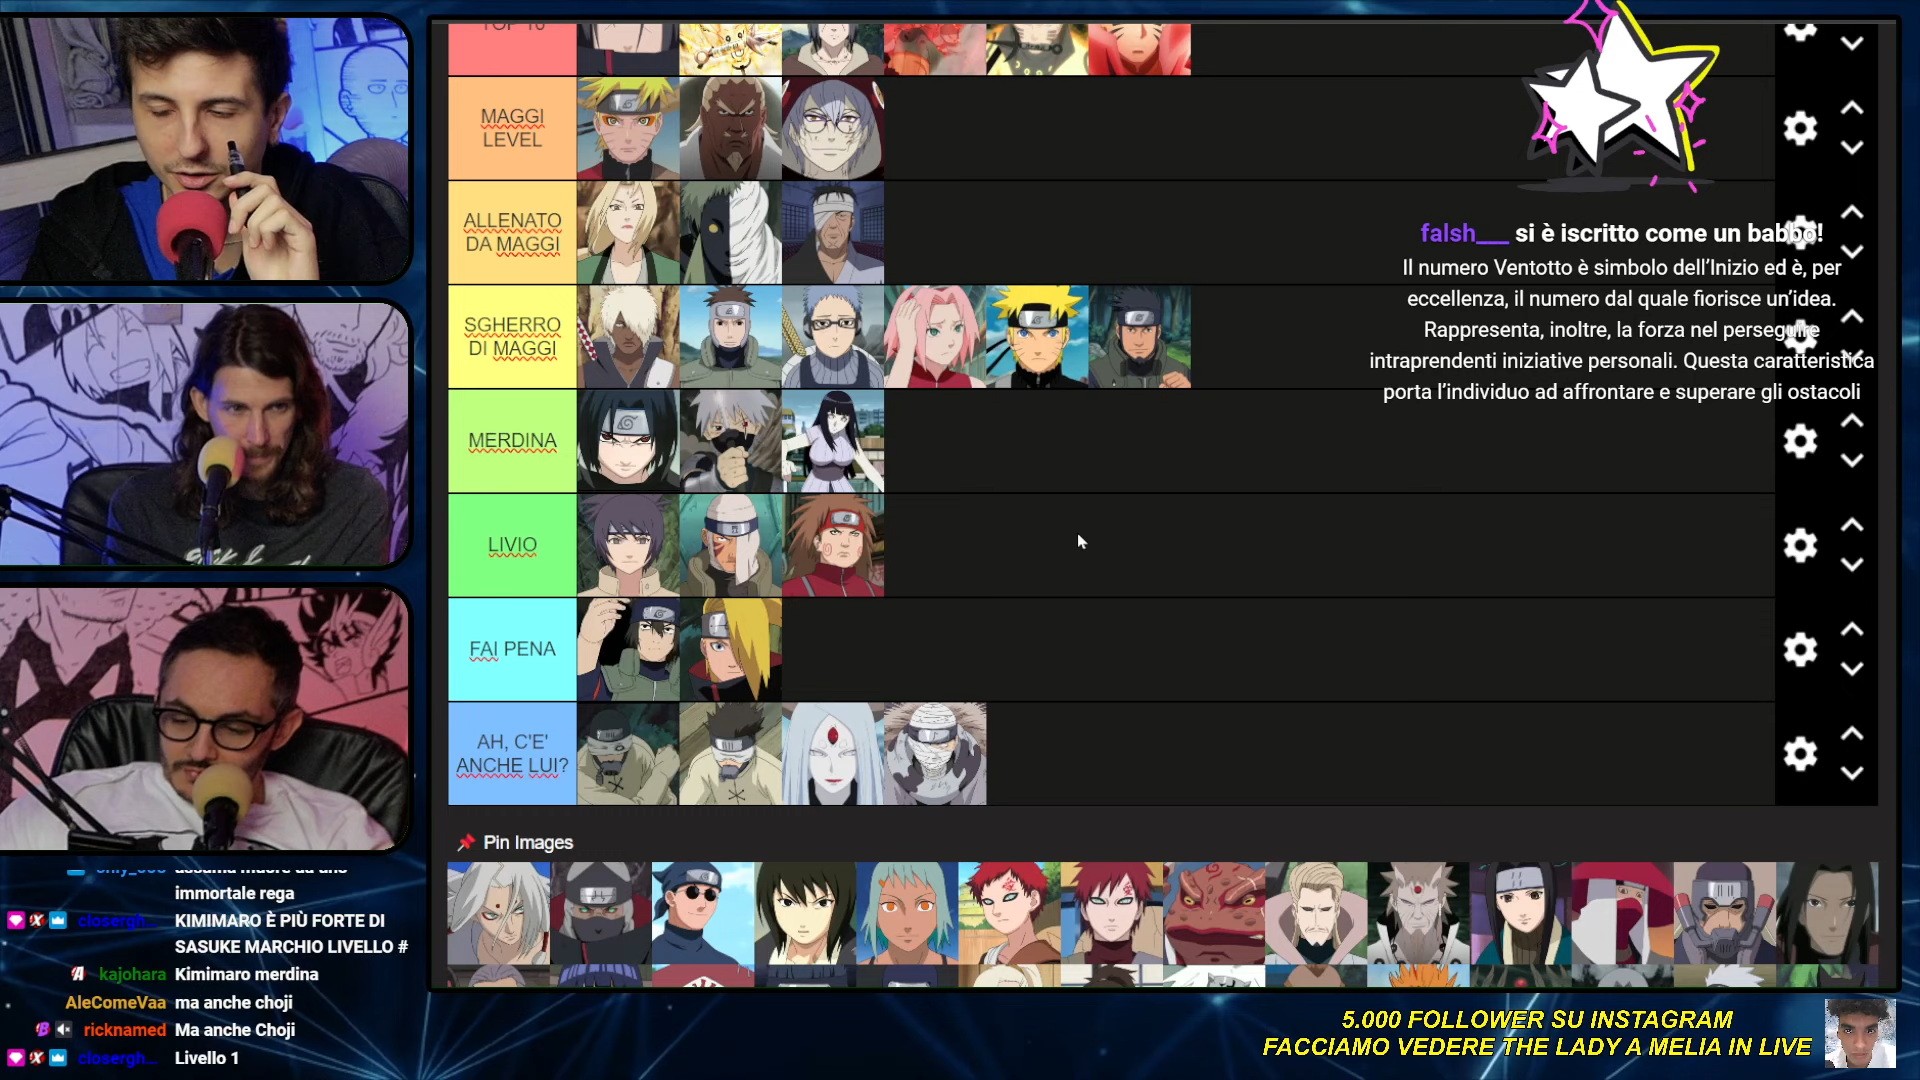 TOP 10
MAGGI
LEVEL
ALLENATO
DA MAGGI
SGHERRO
DI MAGGI
MERDINA
LIVIO
FAI PENA
AH, C'E'
ANCHE LUI?
Pin Images
falsh___ si è iscritto come un babbo!
Il numero Ventotto è simbolo dell'Inizio ed è, per
eccellenza, il numero dal quale fiorisce un'idea.
Rappresenta, inoltre, la forza nel perseguire
intraprendenti iniziative personali. Questa caratteristica
porta l'individuo ad affrontare e superare gli ostacoli
immortale rega
closergh... KIMIMARO È PIÙ FORTE DI
SASUKE MARCHIO LIVELLO #
kajohara Kimimaro merdina
AleComeVaa ma anche choji
ricknamed Ma anche Choji
closergh... Livello 1
5.000 FOLLOWER SU INSTAGRAM
FACCIAMO VEDERE THE LADY A MELIA IN LIVE